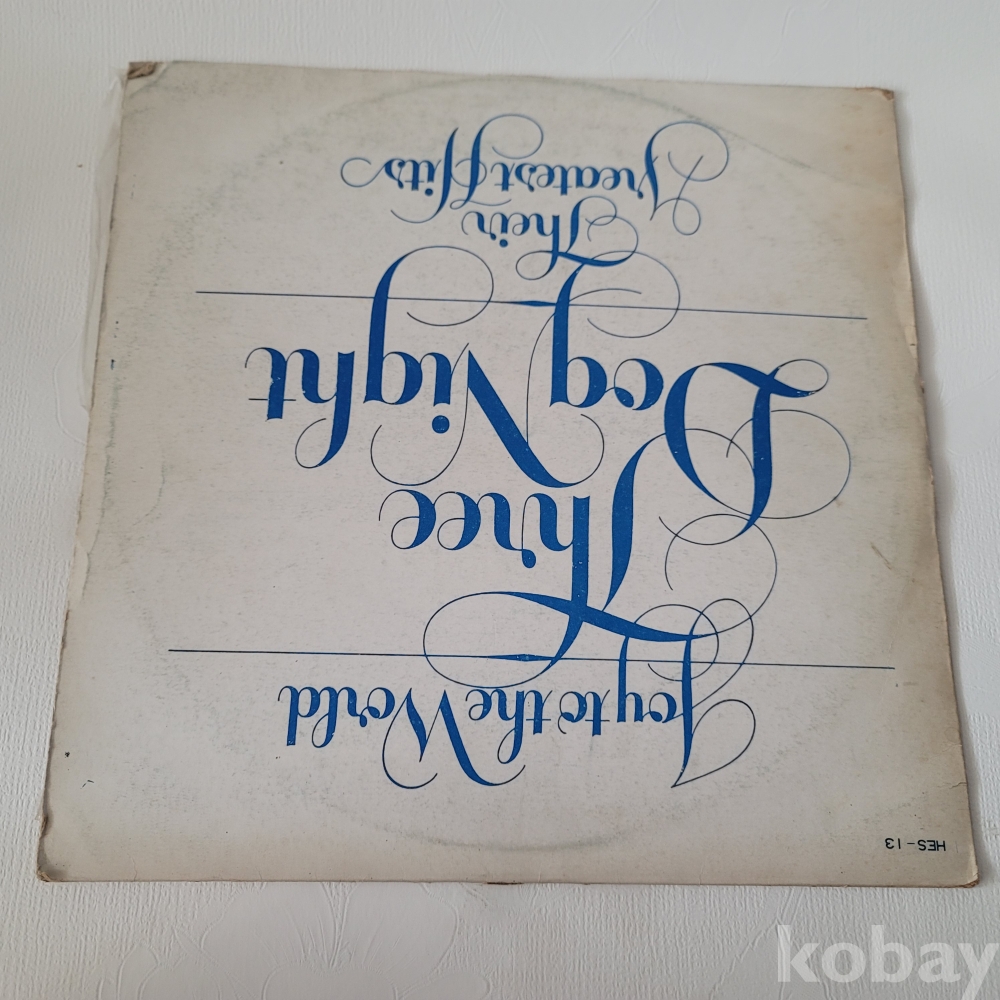 HES-13
Joy to the World
Three
Dog Night
Their
Greatest Hits
kobay